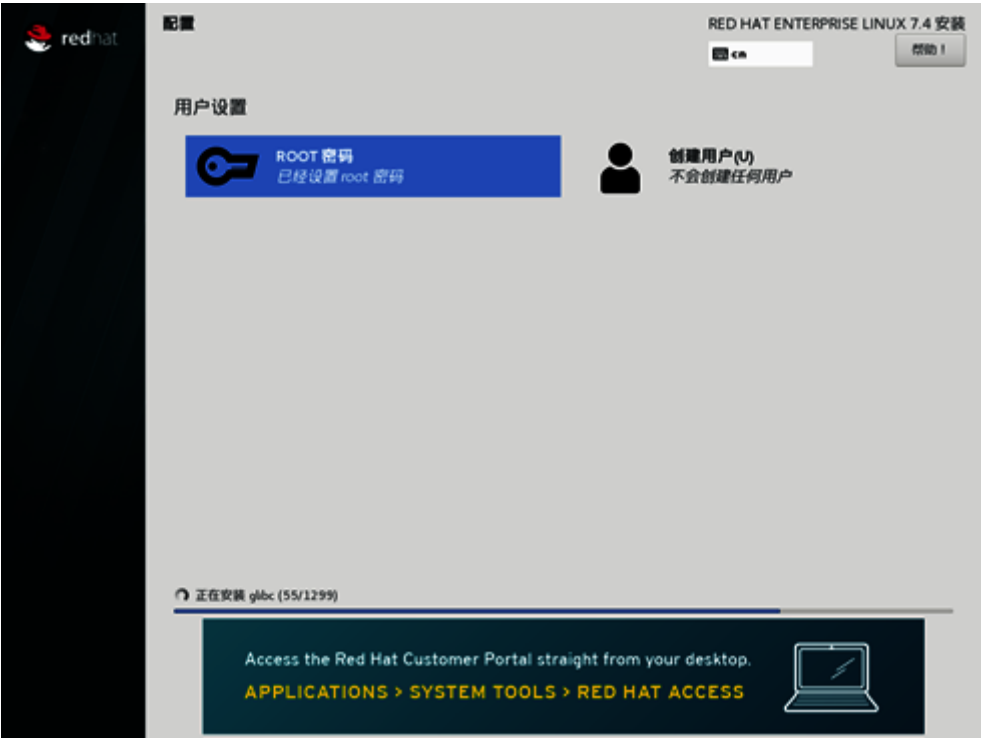 redhat
配置
RED HAT ENTERPRISE LINUX 7.4 安装
cn
帮助！
用户设置
ROOT 密码
已经设置 root 密码
创建用户(U)
不会创建任何用户
正在安装 glibc (55/1299)
Access the Red Hat Customer Portal straight from your desktop.
APPLICATIONS > SYSTEM TOOLS > RED HAT ACCESS